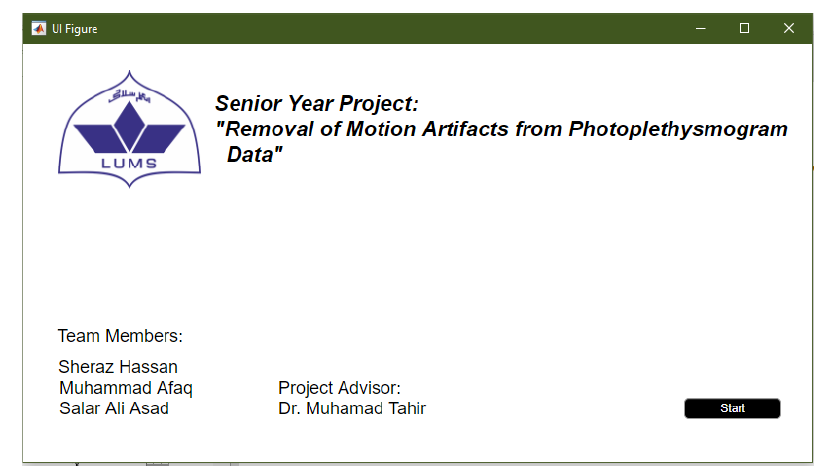 UI Figure
LUMS
Senior Year Project:
"Removal of Motion Artifacts from Photoplethysmogram
Data"
Team Members:
Sheraz Hassan
Muhammad Afaq
Salar Ali Asad
Project Advisor:
Dr. Muhamad Tahir
Start